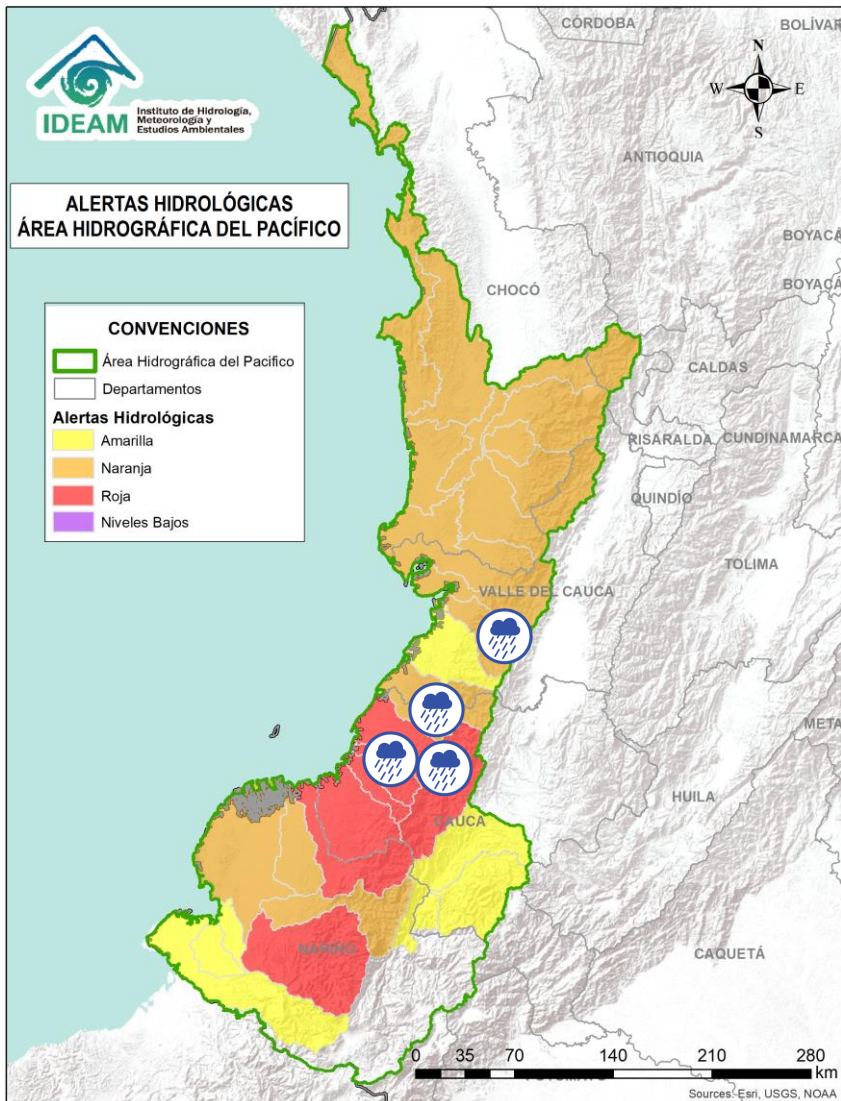 IDEAM
Instituto de Hidrología,
Meteorología y
Estudios Ambientales
ALERTAS HIDROLÓGICAS
ÁREA HIDROGRÁFICA DEL PACÍFICO
CONVENCIONES
Área Hidrográfica del Pacifico
Departamentos
Alertas Hidrológicas
Amarilla
Naranja
Roja
Niveles Bajos
N
W
E
S
CÓRDOBA
BOLÍVAR
ANTIOQUIA
BOYACÁ
CHOCÓ
BOYACÁ
CALDAS
RISARALDA
CUNDINAMARCA
QUINDÍO
TOLIMA
VALLE DEL CAUCA
META
HUILA
CAUCA
NARIÑO
CAQUETÁ
0 35 70 140 210 280
km
Sources: Esri, USGS, NOAA